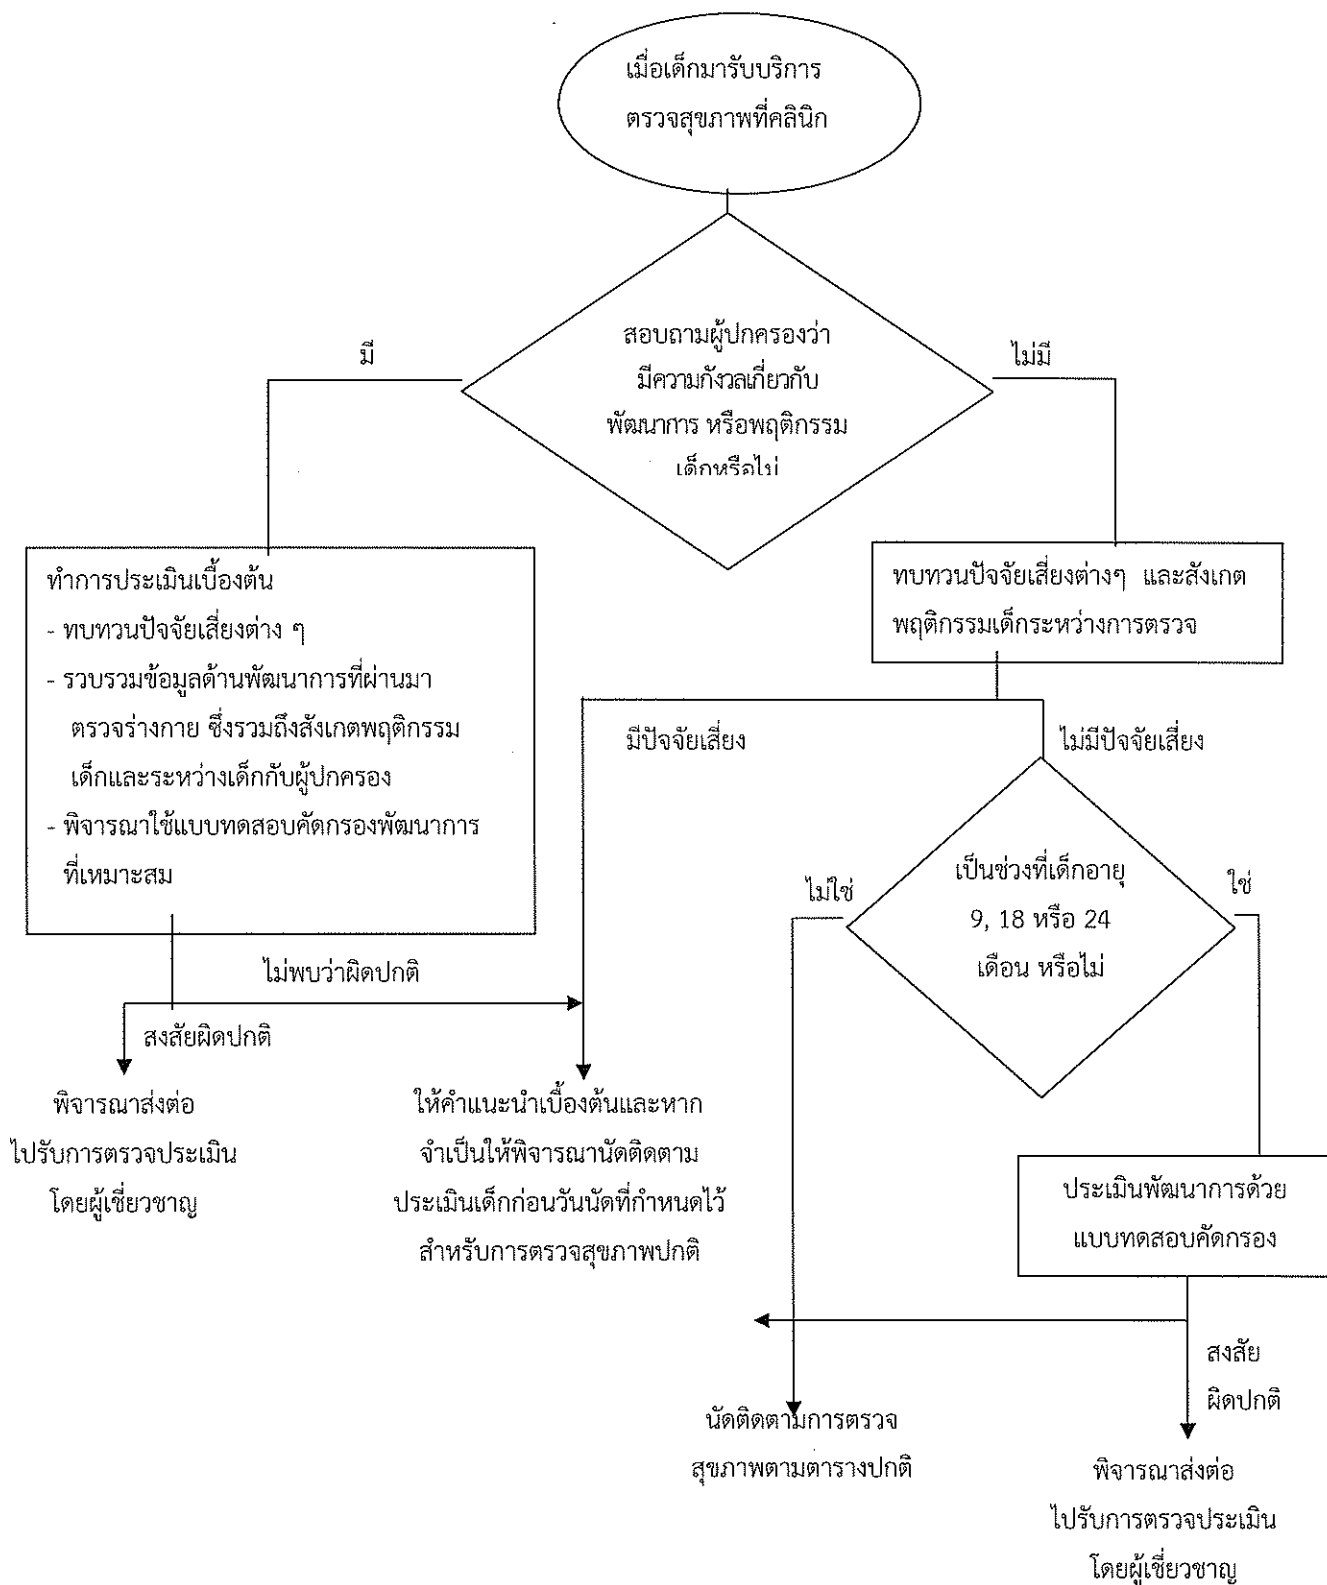 เมื่อเด็กมารับบริการ
ตรวจสุขภาพที่คลินิก
สอบถามผู้ปกครองว่า
มีความกังวลเกี่ยวกับ
พัฒนาการ หรือพฤติกรรม
เด็กหรือไม่
มี
ไม่มี
ทำการประเมินเบื้องต้น
- ทบทวนปัจจัยเสี่ยงต่าง ๆ
- รวบรวมข้อมูลด้านพัฒนาการที่ผ่านมา
ตรวจร่างกาย ซึ่งรวมถึงสังเกตพฤติกรรม
เด็กและระหว่างเด็กกับผู้ปกครอง
- พิจารณาใช้แบบทดสอบคัดกรองพัฒนาการ
ที่เหมาะสม
ทบทวนปัจจัยเสี่ยงต่างๆ และสังเกต
พฤติกรรมเด็กระหว่างการตรวจ
มีปัจจัยเสี่ยง
ไม่มีปัจจัยเสี่ยง
ไม่ใช่
เป็นช่วงที่เด็กอายุ
9, 18 หรือ 24
เดือน หรือไม่
ใช่
ไม่พบว่าผิดปกติ
สงสัยผิดปกติ
พิจารณาส่งต่อ
ไปรับการตรวจประเมิน
โดยผู้เชี่ยวชาญ
ให้คำแนะนำเบื้องต้นและหาก
จำเป็นให้พิจารณานัดติดตาม
ประเมินเด็กก่อนวันนัดที่กำหนดไว้
สำหรับการตรวจสุขภาพปกติ
ประเมินพัฒนาการด้วย
แบบทดสอบคัดกรอง
สงสัย
ผิดปกติ
นัดติดตามการตรวจ
สุขภาพตามตารางปกติ
พิจารณาส่งต่อ
ไปรับการตรวจประเมิน
โดยผู้เชี่ยวชาญ